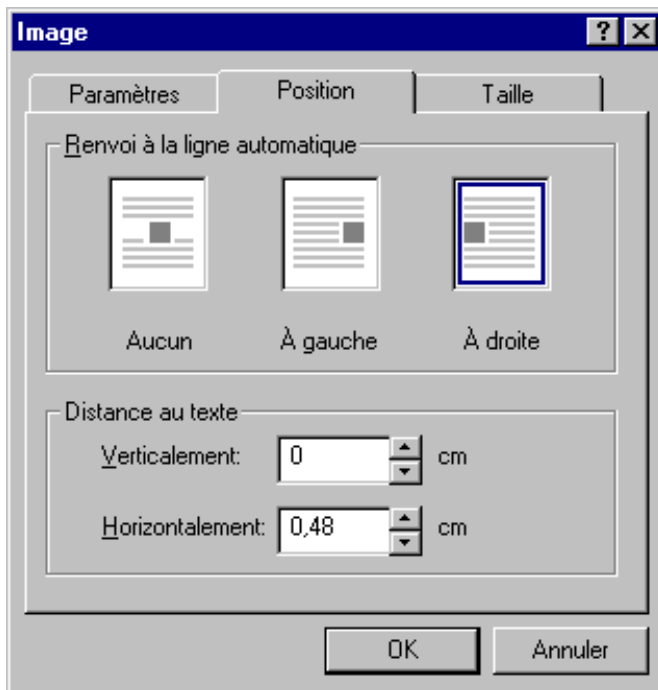 Image
Paramètres Position Taille
Renvoi à la ligne automatique
Aucun À gauche À droite
Distance au texte
Verticalement: 0 cm
Horizontalement: 0,48 cm
OK Annuler